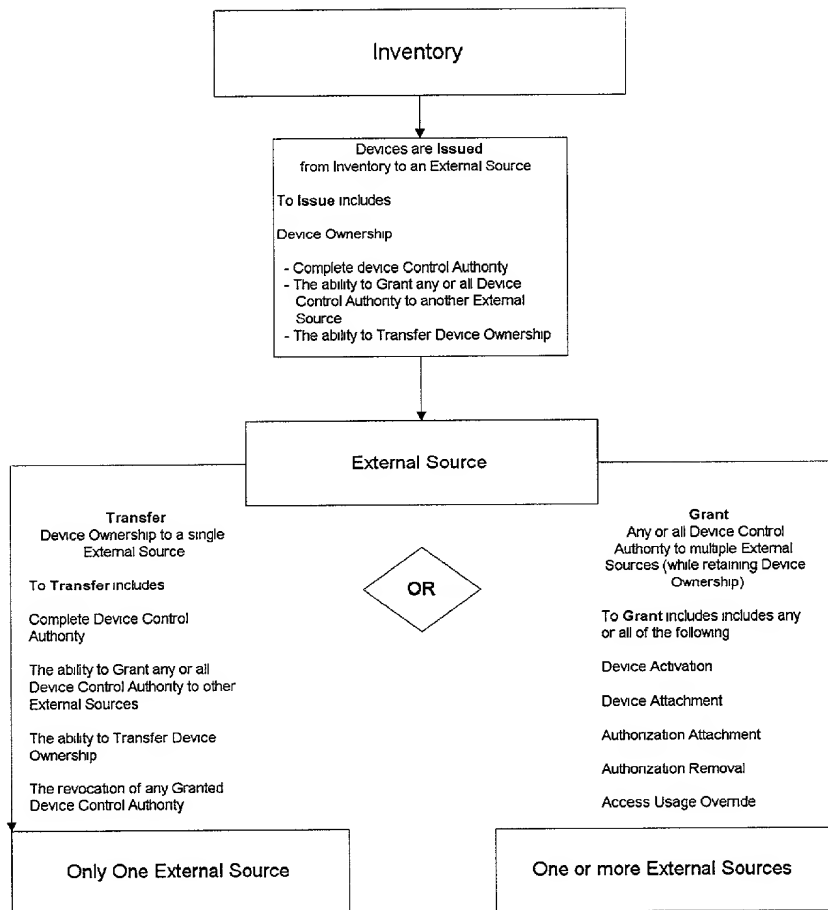 Inventory
Devices are Issued
from Inventory to an External Source
To Issue includes
Device Ownership
- Complete device Control Authority
- The ability to Grant any or all Device
Control Authority to another External
Source
- The ability to Transfer Device Ownership
External Source
Transfer
Device Ownership to a single
External Source
To Transfer includes
Complete Device Control
Authority
The ability to Grant any or all
Device Control Authority to other
External Sources
The ability to Transfer Device
Ownership
The revocation of any Granted
Device Control Authority
Only One External Source
OR
Grant
Any or all Device Control
Authority to multiple External
Sources (while retaining Device
Ownership)
To Grant includes includes any
or all of the following
Device Activation
Device Attachment
Authorization Attachment
Authorization Removal
Access Usage Override
One or more External Sources